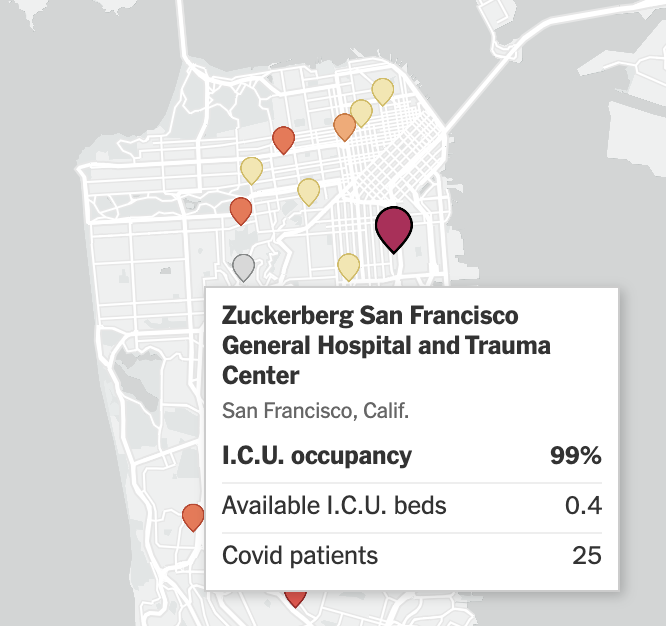 Zuckerberg San Francisco
General Hospital and Trauma
Center
San Francisco, Calif.
I.C.U. occupancy 99%
Available I.C.U. beds 0.4
Covid patients 25